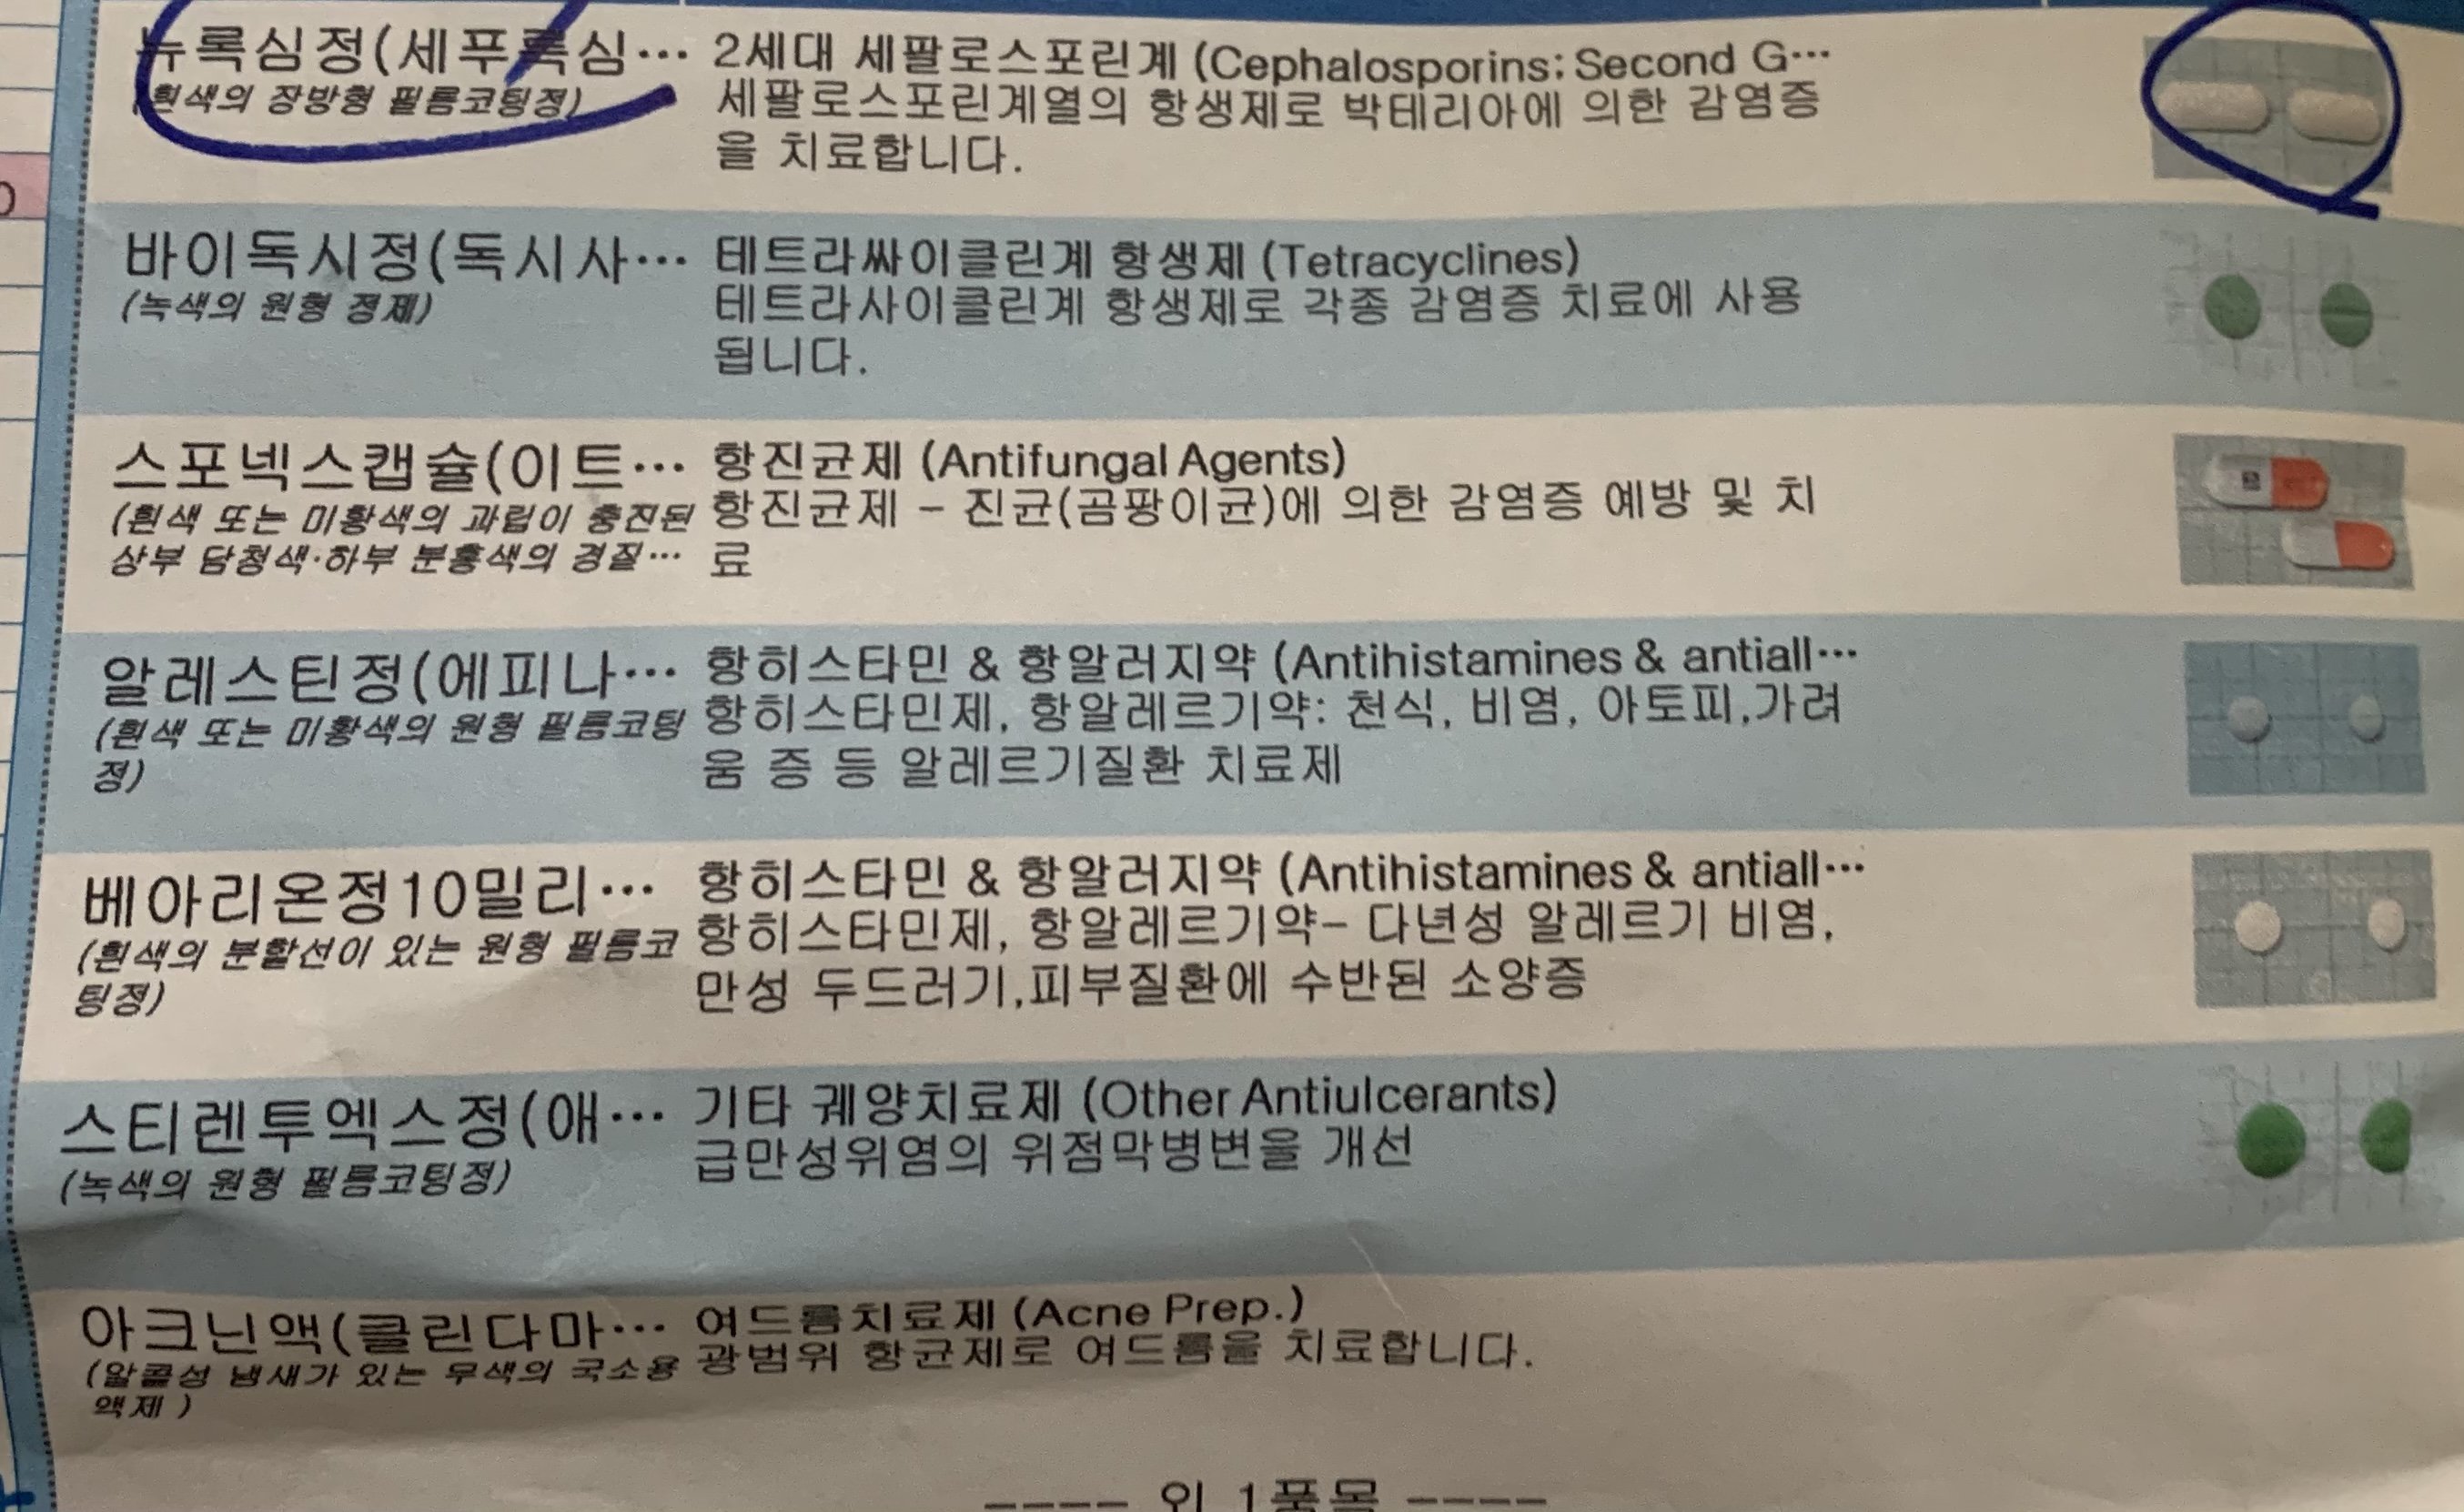 뉴록심정(세푸록심… 2세대 세팔로스포린계 (Cephalosporins; Second G…
(흰색의 장방형 필름코팅정) 세팔로스포린계열의 항생제로 박테리아에 의한 감염증
을 치료합니다.
바이독시정(독시사… 테트라싸이클린계 항생제 (Tetracyclines)
(녹색의 원형 정제) 테트라사이클린계 항생제로 각종 감염증 치료에 사용
됩니다.
스포넥스캡슐(이트… 항진균제 (Antifungal Agents)
(흰색 또는 미황색의 과립이 충진된 항진균제 - 진균(곰팡이균)에 의한 감염증 예방 및 치
상부 담청색·하부 분홍색의 경질… 료
알레스틴정(에피나… 항히스타민 & 항알러지약 (Antihistamines & antiall…
(흰색 또는 미황색의 원형 필름코팅 항히스타민제, 항알레르기약: 천식, 비염, 아토피,가려
정) 움 증 등 알레르기질환 치료제
베아리온정10밀리… 항히스타민 & 항알러지약 (Antihistamines & antiall…
(흰색의 분할선이 있는 원형 필름코 항히스타민제, 항알레르기약- 다년성 알레르기 비염,
팅정) 만성 두드러기,피부질환에 수반된 소양증
스티렌투엑스정(애… 기타 궤양치료제 (Other Antiulcerants)
(녹색의 원형 필름코팅정) 급만성위염의 위점막병변을 개선
아크닌액(클린다마… 여드름치료제 (Acne Prep.)
(알콜성 냄새가 있는 무색의 국소용 광범위 항균제로 여드름을 치료합니다.
액제 )
---- 외 1품목 ----